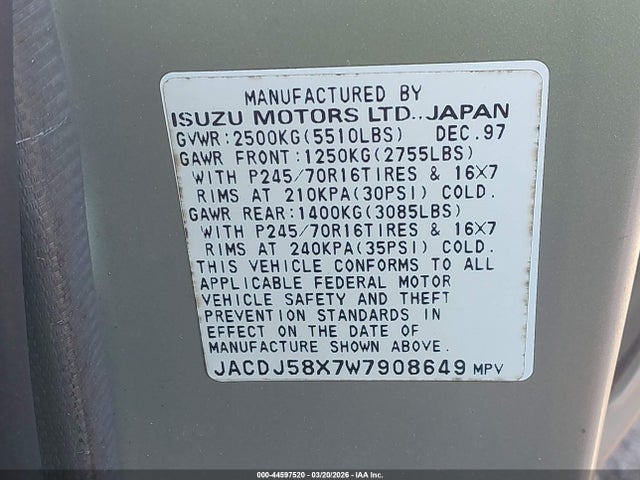 MANUFACTURED BY
ISUZU MOTORS LTD., JAPAN
GVWR:2500KG(5510LBS) DEC.97
GAWR FRONT:1250KG(2755LBS)
WITH P245/70R16TIRES & 16X7
RIMS AT 210KPA(30PSI) COLD.
GAWR REAR:1400KG(3085LBS)
WITH P245/70R16TIRES & 16X7
RIMS AT 240KPA(35PSI) COLD.
THIS VEHICLE CONFORMS TO ALL
APPLICABLE FEDERAL MOTOR
VEHICLE SAFETY AND THEFT
PREVENTION STANDARDS IN
EFFECT ON THE DATE OF
MANUFACTURE SHOWN ABOVE.
JACDJ58X7W7908649 MPV
000-44597520 - 03/20/2026 - IAA Inc.